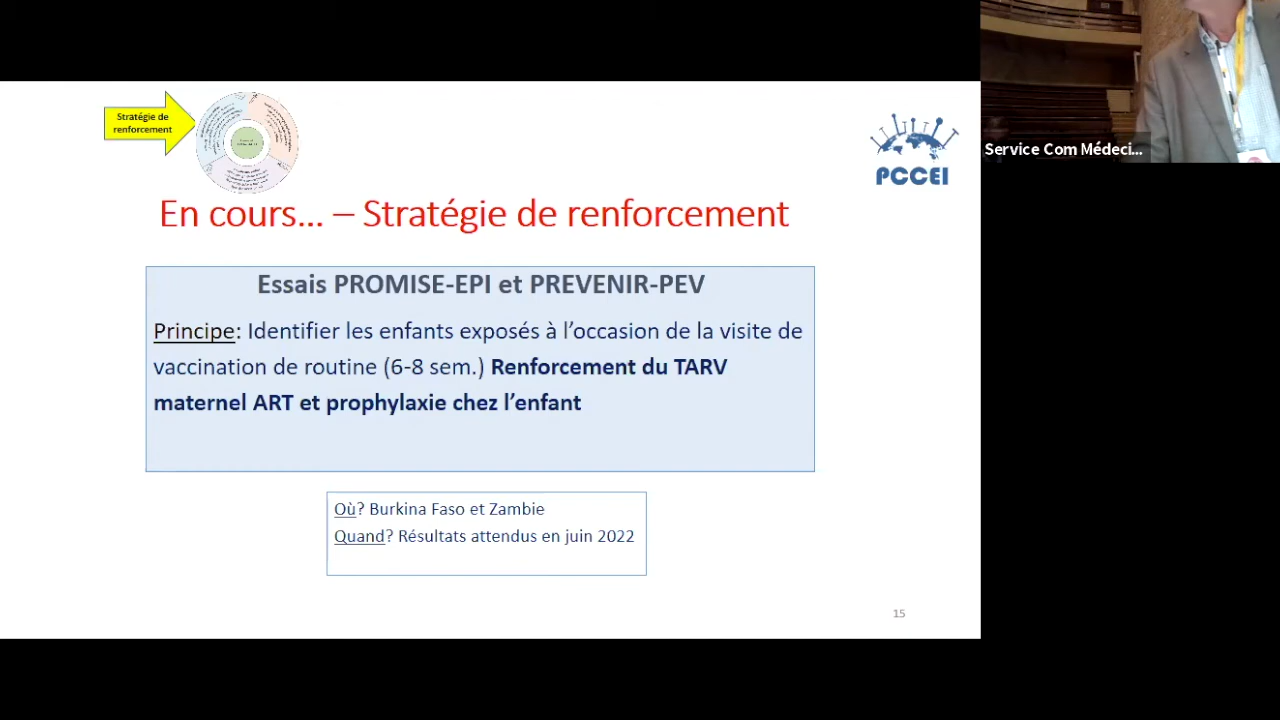 Stratégie de
renforcement
PCCEI
Service Com Médeci...
En cours... – Stratégie de renforcement
Essais PROMISE-EPI et PREVENIR-PEV
Principe: Identifier les enfants exposés à l’occasion de la visite de
vaccination de routine (6-8 sem.) Renforcement du TARV
maternel ART et prophylaxie chez l’enfant
Où? Burkina Faso et Zambie
Quand? Résultats attendus en juin 2022
15